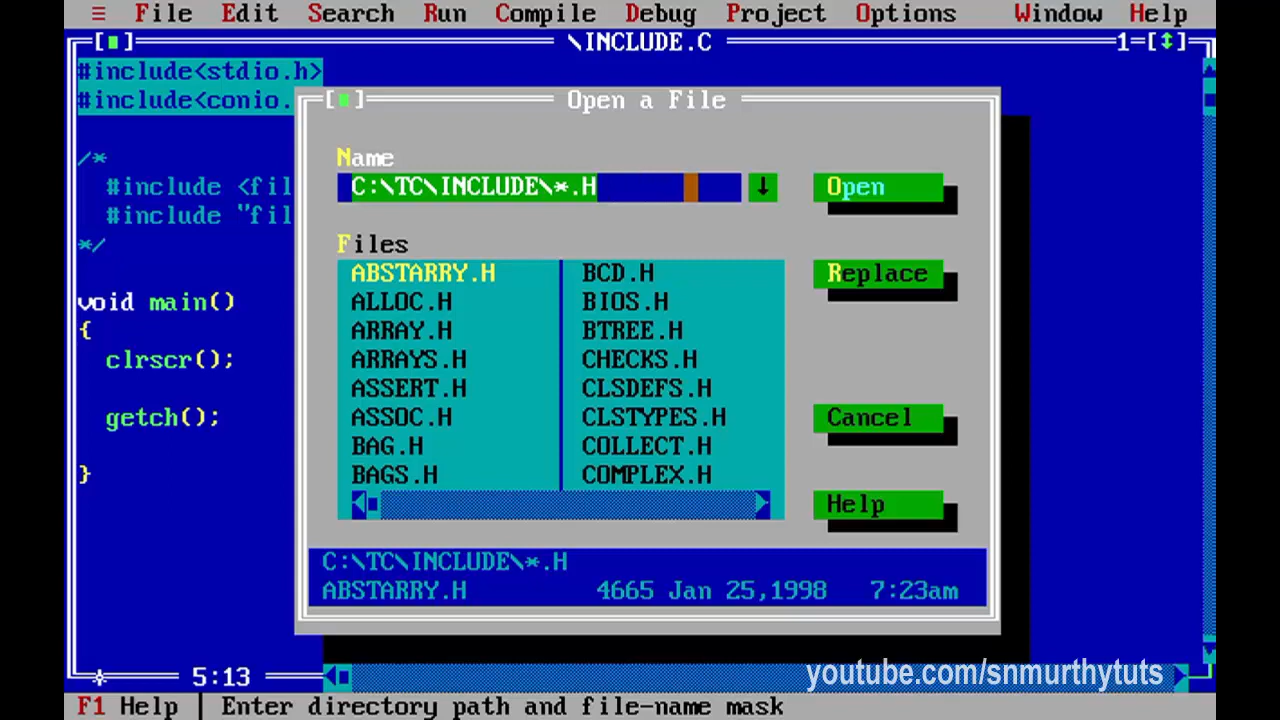 ≡ File Edit Search Run Compile Debug Project Options Window Help
\INCLUDE.C 1
#include<stdio.h>
#include<conio.
/*
#include <fil
#include "fil
*/
void main()
{
clrscr();
getch();
}
Open a File
Name
C:\TC\INCLUDE\*.H
Open
Files
ABSTARRY.H BCD.H
Replace
ALLOC.H BIOS.H
ARRAY.H BTREE.H
ARRAYS.H CHECKS.H
ASSERT.H CLSDEFS.H
ASSOC.H CLSTYPES.H
Cancel
BAG.H COLLECT.H
BAGS.H COMPLEX.H
Help
C:\TC\INCLUDE\*.H
ABSTARRY.H 4665 Jan 25,1998 7:23am
5:13
youtube.com/snmurthytuts
F1 Help | Enter directory path and file-name mask